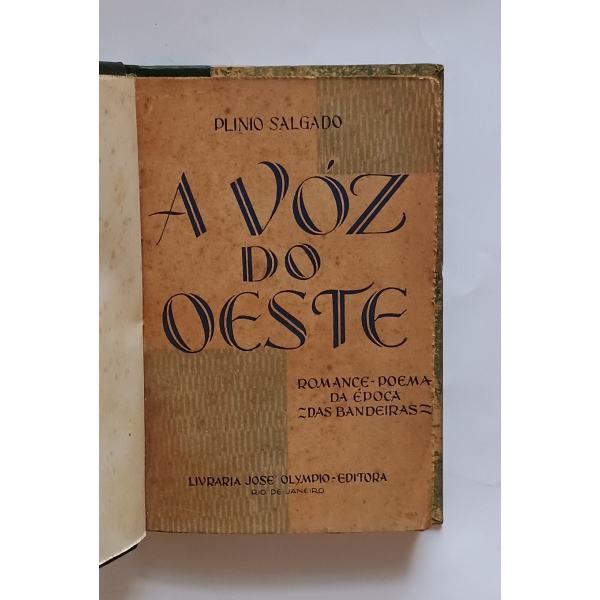 PLINIO SALGADO
A VÓZ
DO
OESTE
ROMANCE-POEMA
DA ÉPOCA
DAS BANDEIRAS
LIVRARIA JOSÉ OLYMPIO-EDITORA
RIO DE JANEIRO